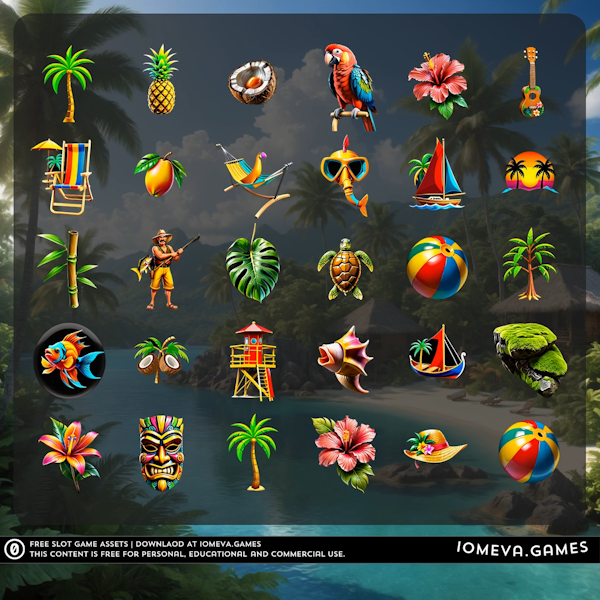 FREE SLOT GAME ASSETS | DOWNLAOD AT IOMEVA.GAMES
THIS CONTENT IS FREE FOR PERSONAL, EDUCATIONAL AND COMMERCIAL USE.
IOMEVA.GAMES